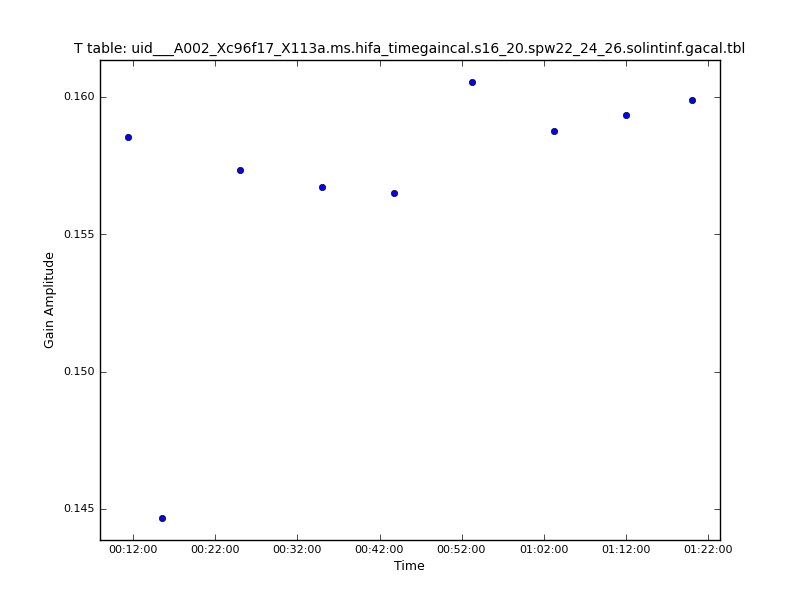 T table: uid___A002_Xc96f17_X113a.ms.hifa_timegaincal.s16_20.spw22_24_26.solintinf.gacal.tbl
0.160
0.155
0.150
0.145
Gain Amplitude
00:12:00 00:22:00 00:32:00 00:42:00 00:52:00 01:02:00 01:12:00 01:22:00
Time